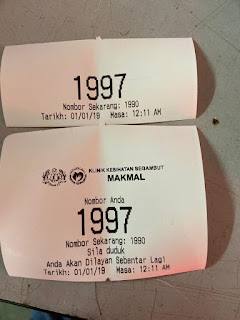 1997
Nombor Sekarang: 1990
Tarikh: 01/01/19 Masa: 12:11 AM
KLINIK KESIHATAN SEGAMBUT
MAKMAL
Nombor Anda
1997
Nombor Sekarang: 1990
Sila duduk
Anda Akan Dilayan Sebentar Lagi
Tarikh: 01/01/19 Masa: 12:11 AM